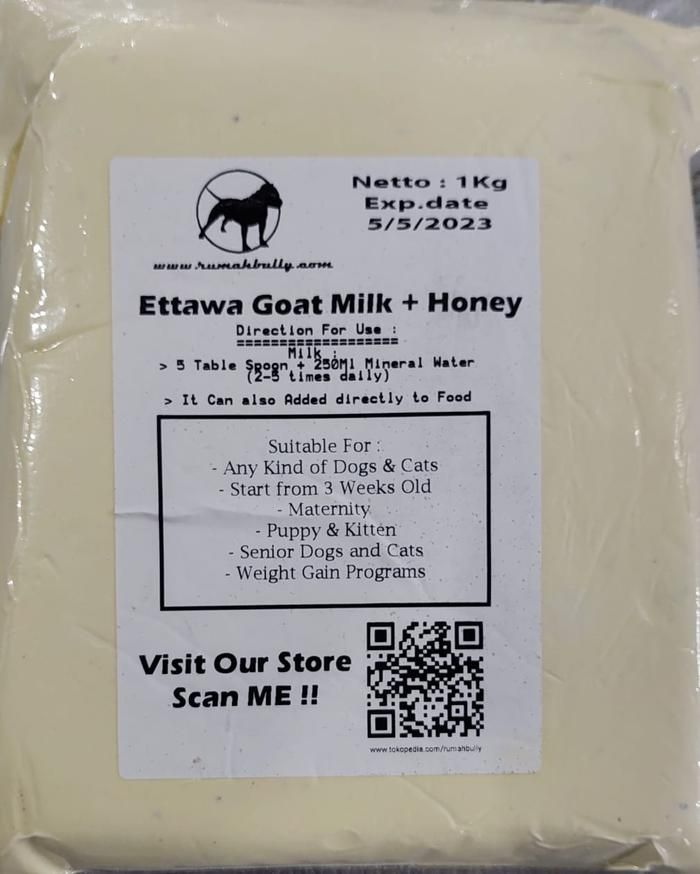 Netto : 1Kg
Exp.date
5/5/2023
www.rumahbully.com
Ettawa Goat Milk + Honey
Direction For Use :
===================
Milk :
> 5 Table Spoon + 250Ml Mineral Water
(2-5 times daily)
> It Can also Added directly to Food
Suitable For :
- Any Kind of Dogs & Cats
- Start from 3 Weeks Old
- Maternity
- Puppy & Kitten
- Senior Dogs and Cats
- Weight Gain Programs
Visit Our Store
Scan ME !!
www.tokopedia.com/rumahbully